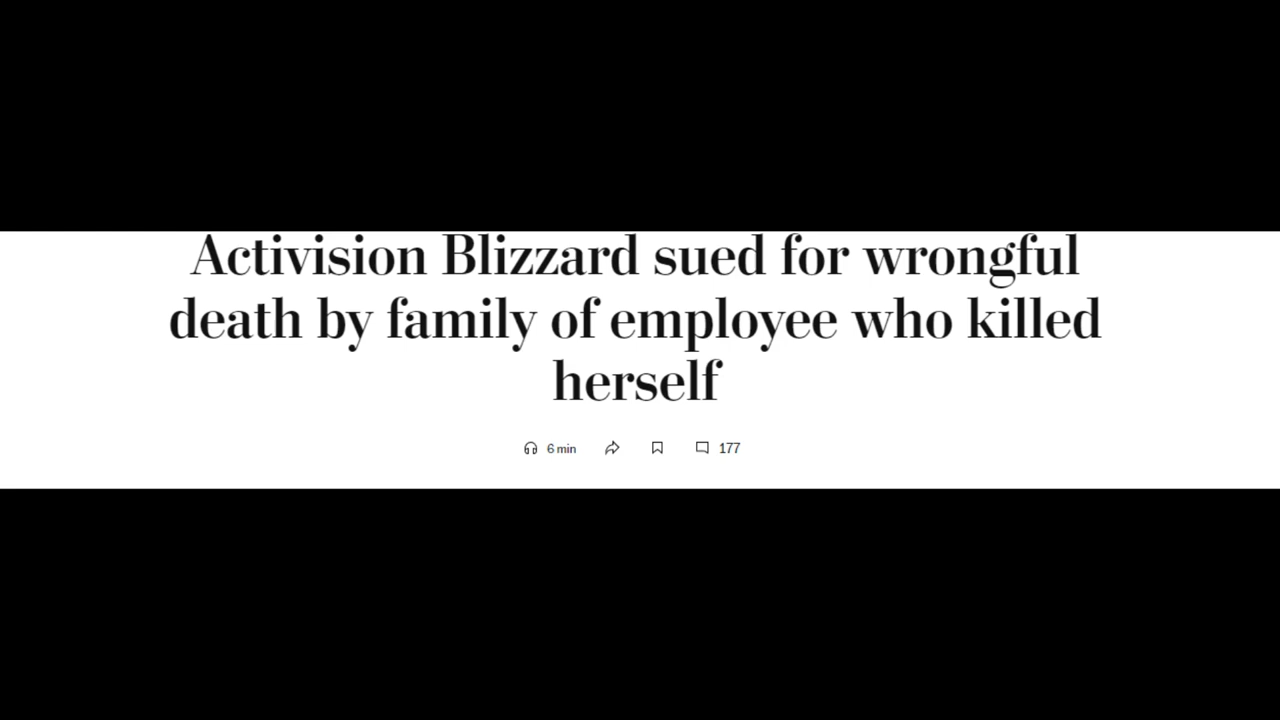 Activision Blizzard sued for wrongful
death by family of employee who killed
herself
6 min 177